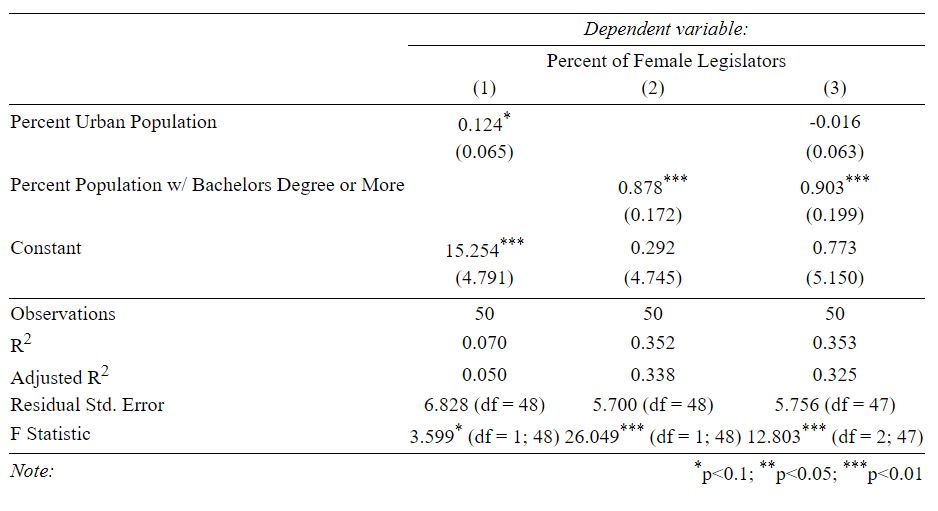 Dependent variable:
Percent of Female Legislators
(1) (2) (3)
Percent Urban Population 0.124* -0.016
(0.065) (0.063)
Percent Population w/ Bachelors Degree or More 0.878*** 0.903***
(0.172) (0.199)
Constant 15.254*** 0.292 0.773
(4.791) (4.745) (5.150)
Observations 50 50 50
R2 0.070 0.352 0.353
Adjusted R2 0.050 0.338 0.325
Residual Std. Error 6.828 (df = 48) 5.700 (df = 48) 5.756 (df = 47)
F Statistic 3.599* (df = 1; 48) 26.049*** (df = 1; 48) 12.803*** (df = 2; 47)
Note: *p<0.1; **p<0.05; ***p<0.01